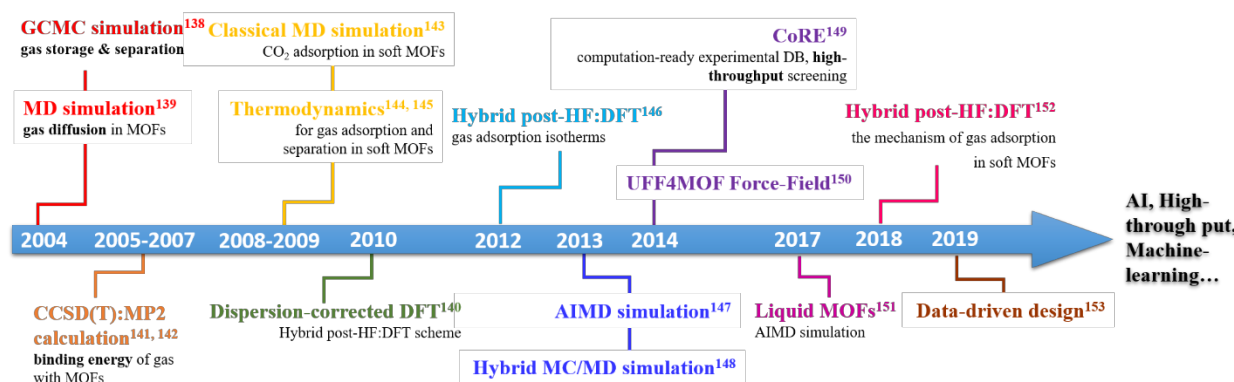 GCMC simulation138
gas storage & separation
MD simulation139
gas diffusion in MOFs
Classical MD simulation143
CO2 adsorption in soft MOFs
Thermodynamics144, 145
for gas adsorption and
separation in soft MOFs
Hybrid post-HF:DFT146
gas adsorption isotherms
CoRE149
computation-ready experimental DB, high-
throughput screening
UFF4MOF Force-Field150
Hybrid post-HF:DFT152
the mechanism of gas adsorption
in soft MOFs
2004 2005-2007 2008-2009 2010 2012 2013 2014 2017 2018 2019
AI, High-
through put,
Machine-
learning…
CCSD(T):MP2
calculation141, 142
binding energy of gas
with MOFs
Dispersion-corrected DFT140
Hybrid post-HF:DFT scheme
AIMD simulation147
Hybrid MC/MD simulation148
Liquid MOFs151
AIMD simulation
Data-driven design153